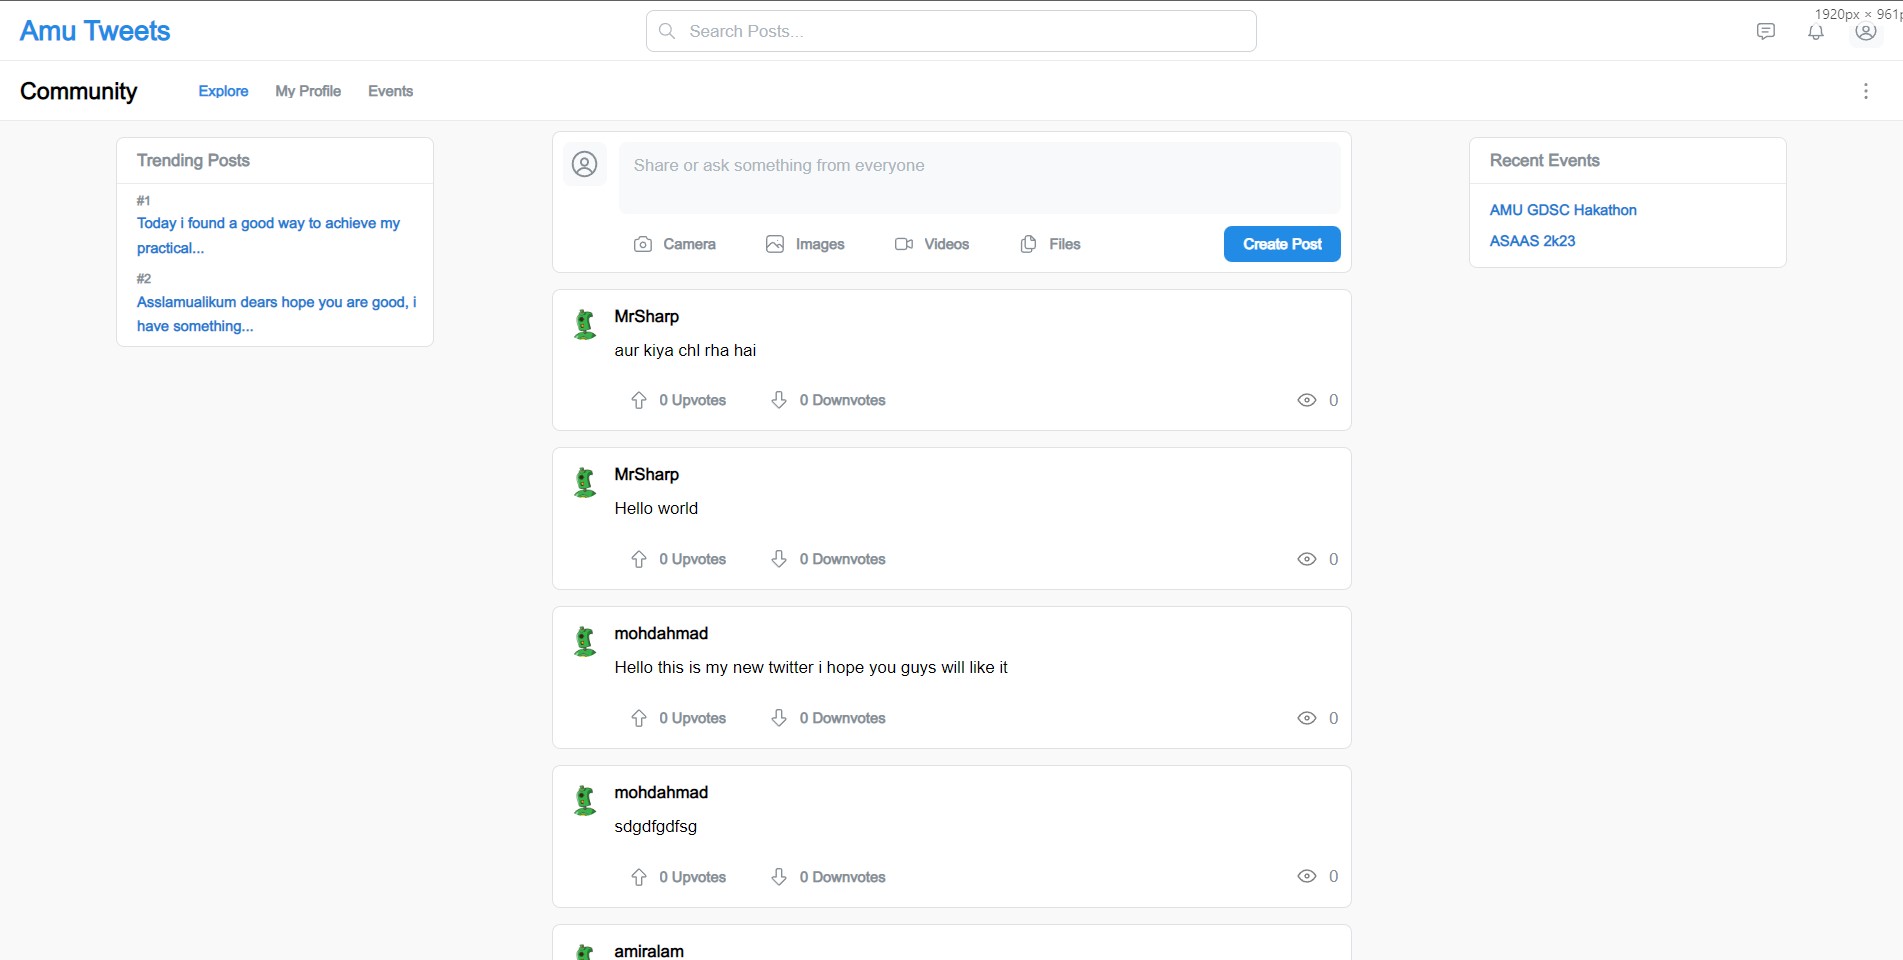 1920px × 961
Amu Tweets
Search Posts...
Community
Explore
My Profile
Events
Trending Posts
#1
Today i found a good way to achieve my
practical...
#2
Asslamualikum dears hope you are good, i
have something...
Share or ask something from everyone
Camera
Images
Videos
Files
Create Post
MrSharp
aur kiya chl rha hai
0 Upvotes
0 Downvotes
0
MrSharp
Hello world
0 Upvotes
0 Downvotes
0
mohdahmad
Hello this is my new twitter i hope you guys will like it
0 Upvotes
0 Downvotes
0
mohdahmad
sdgdfgdfsg
0 Upvotes
0 Downvotes
0
amiralam
Recent Events
AMU GDSC Hakathon
ASAAS 2k23